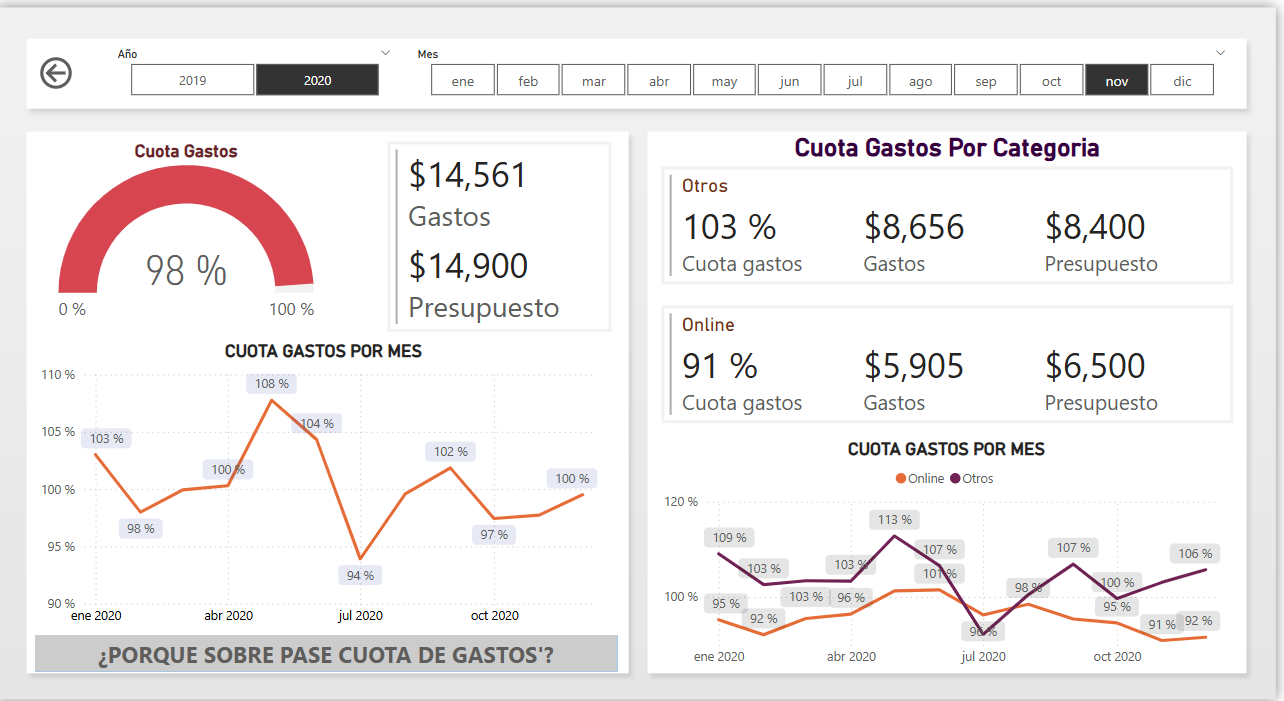 Año
2019
2020
Mes
ene
feb
mar
abr
may
jun
jul
ago
sep
oct
nov
dic
Cuota Gastos
98 %
0 %
100 %
$14,561
Gastos
$14,900
Presupuesto
CUOTA GASTOS POR MES
110 %
105 %
100 %
95 %
90 %
103 %
98 %
100 %
108 %
104 %
94 %
102 %
97 %
100 %
ene 2020
abr 2020
jul 2020
oct 2020
¿PORQUE SOBRE PASE CUOTA DE GASTOS'?
Cuota Gastos Por Categoria
Otros
103 %
$8,656
$8,400
Cuota gastos
Gastos
Presupuesto
Online
91 %
$5,905
$6,500
Cuota gastos
Gastos
Presupuesto
CUOTA GASTOS POR MES
Online
Otros
120 %
100 %
109 %
103 %
103 %
113 %
107 %
107 %
100 %
106 %
95 %
92 %
103 %
96 %
101 %
96 %
98 %
95 %
91 %
92 %
ene 2020
abr 2020
jul 2020
oct 2020